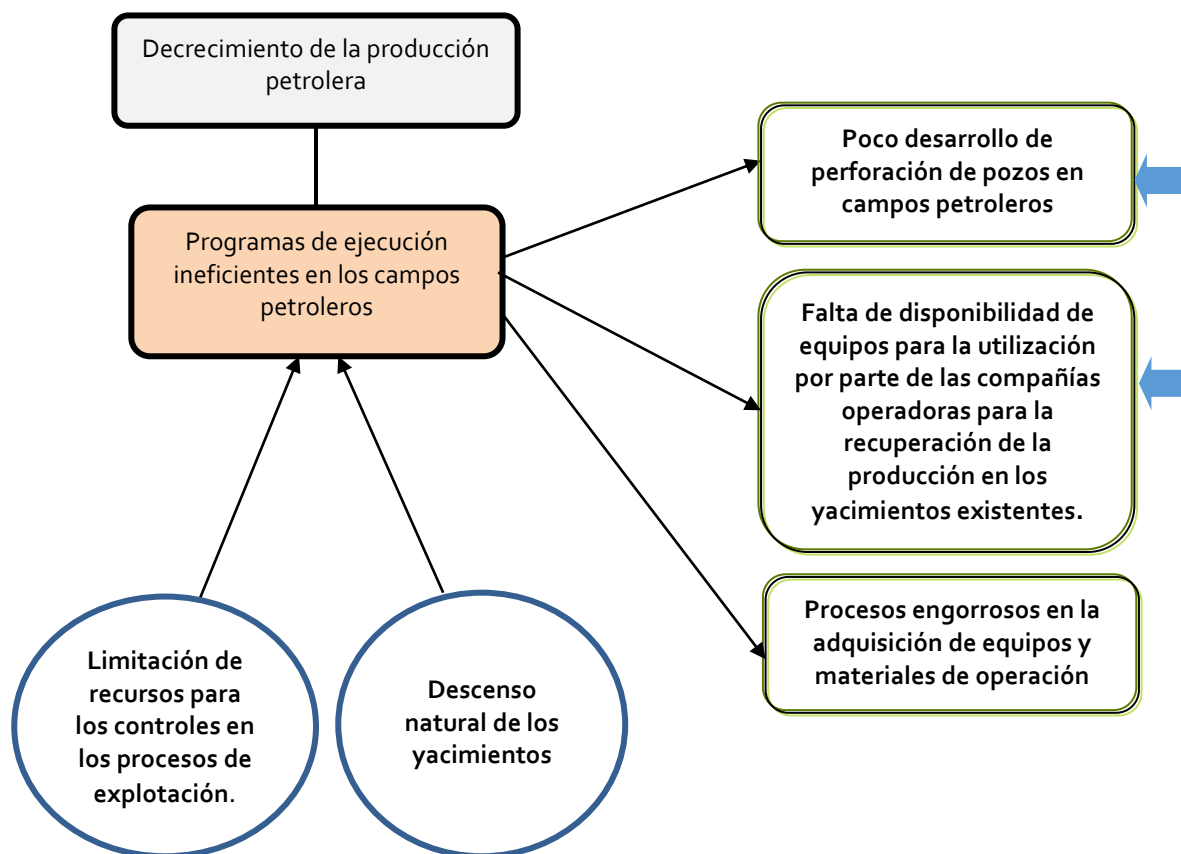 Decrecimiento de la producción
petrolera
Programas de ejecución
ineficientes en los campos
petroleros
Poco desarrollo de
perforación de pozos en
campos petroleros
Falta de disponibilidad de
equipos para la utilización
por parte de las compañías
operadoras para la
recuperación de la
producción en los
yacimientos existentes.
Procesos engorrosos en la
adquisición de equipos y
materiales de operación
Limitación de
recursos para
los controles en
los procesos de
explotación.
Descenso
natural de los
yacimientos